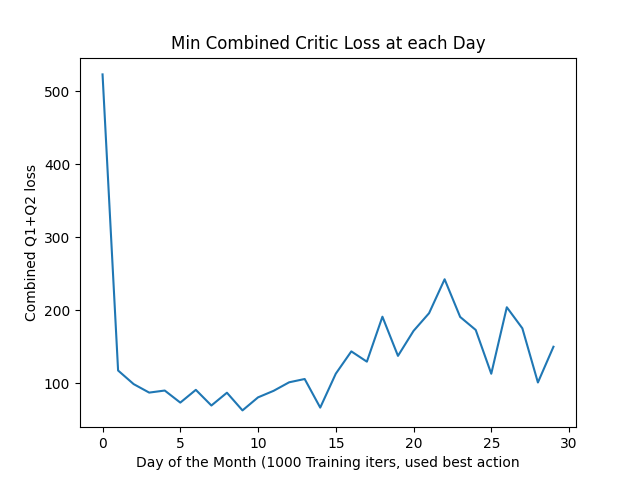 Min Combined Critic Loss at each Day
Combined Q1+Q2 loss
500
400
300
200
100
0 5 10 15 20 25 30
Day of the Month (1000 Training iters, used best action